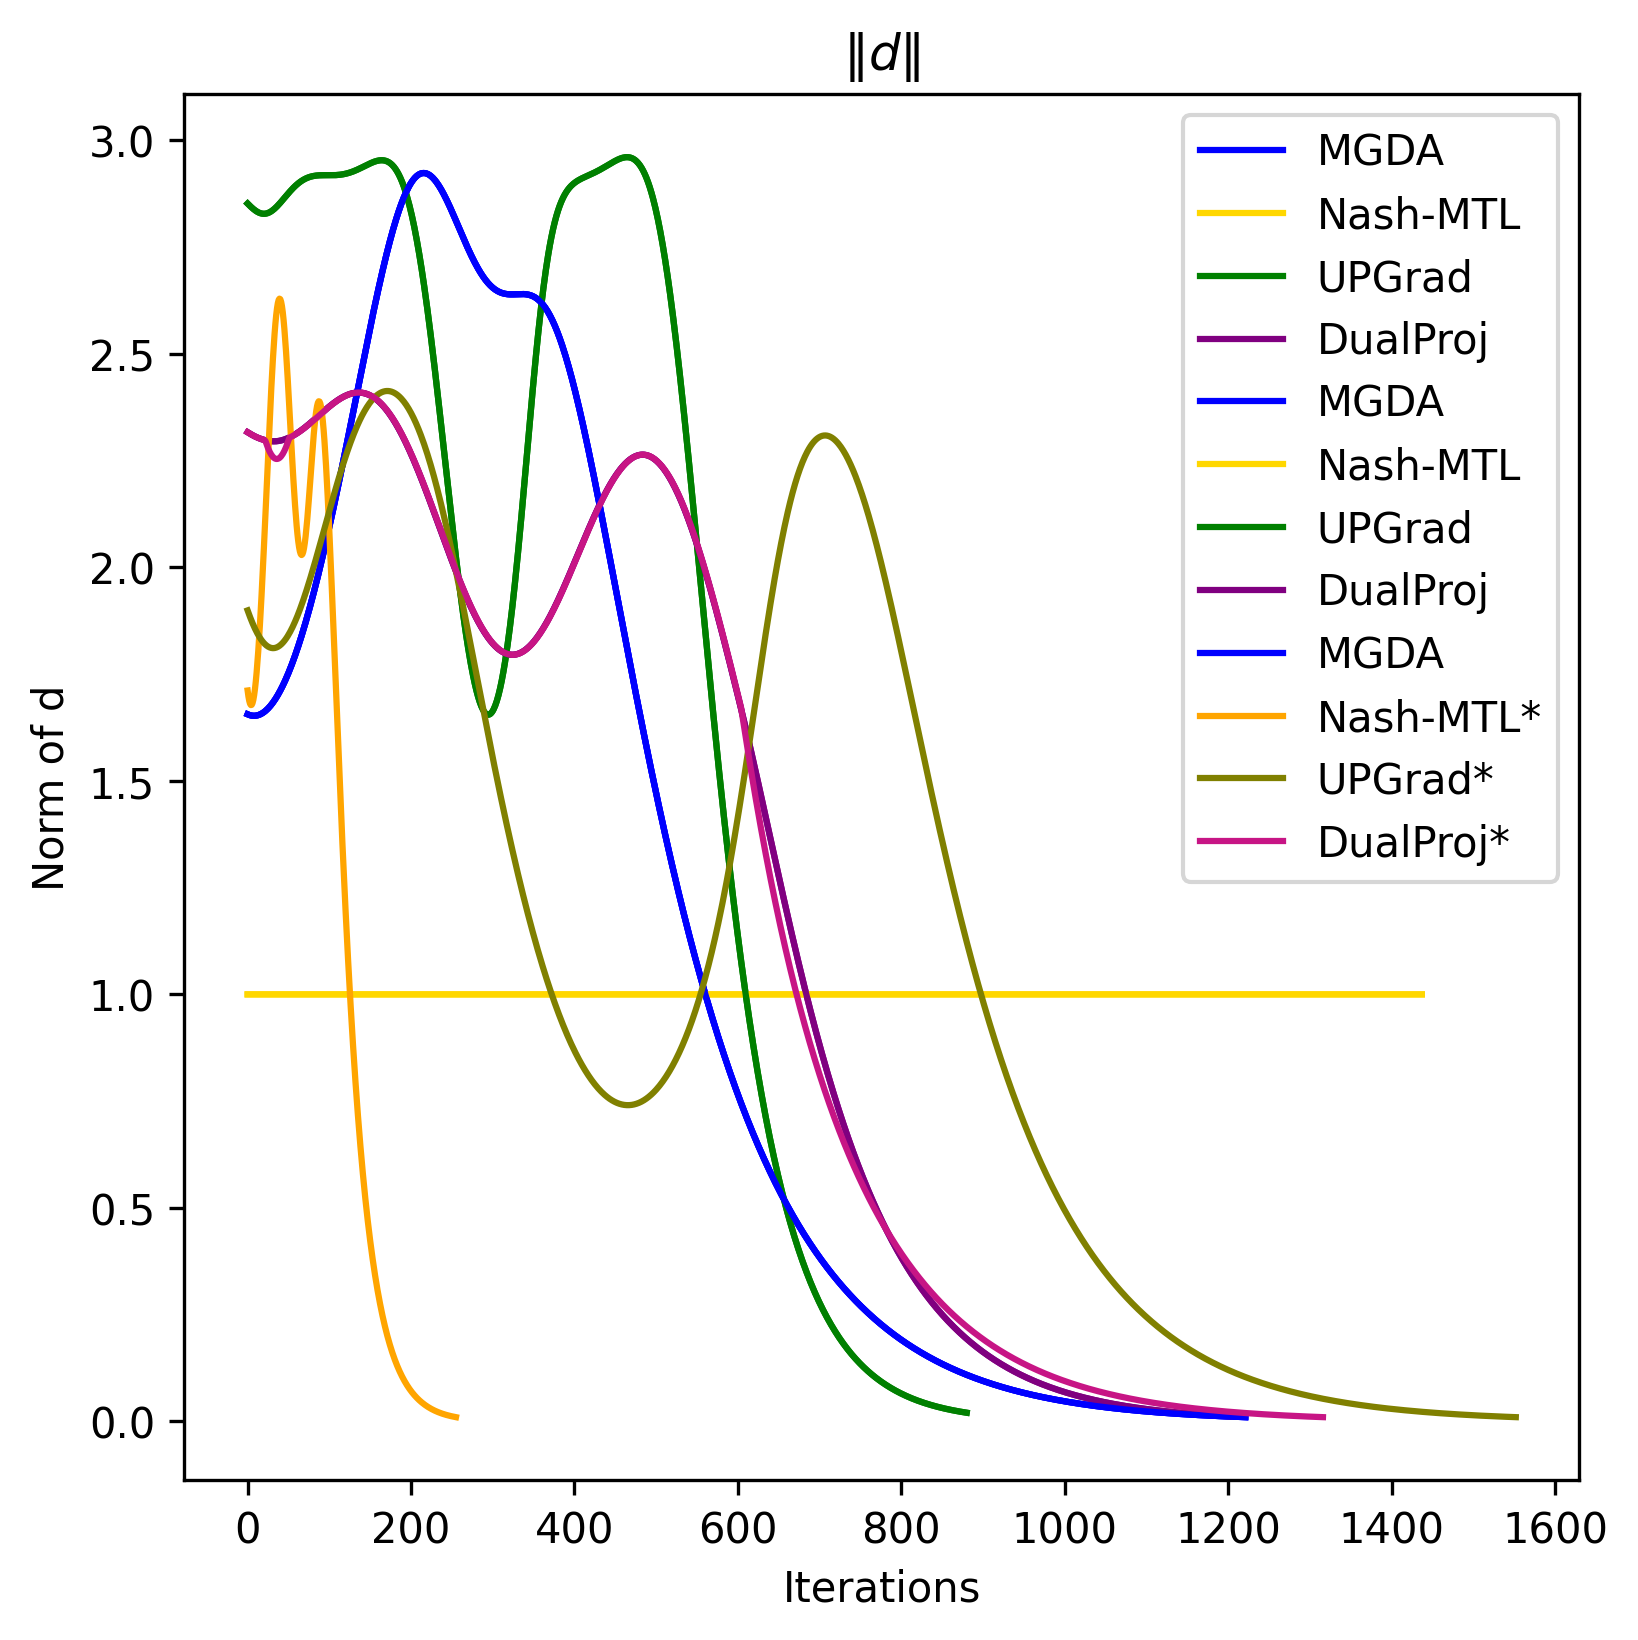 ‖d‖
3.0
2.5
2.0
1.5
1.0
0.5
0.0
Norm of d
0 200 400 600 800 1000 1200 1400 1600
Iterations
MGDA
Nash-MTL
UPGrad
DualProj
MGDA
Nash-MTL
UPGrad
DualProj
MGDA
Nash-MTL*
UPGrad*
DualProj*